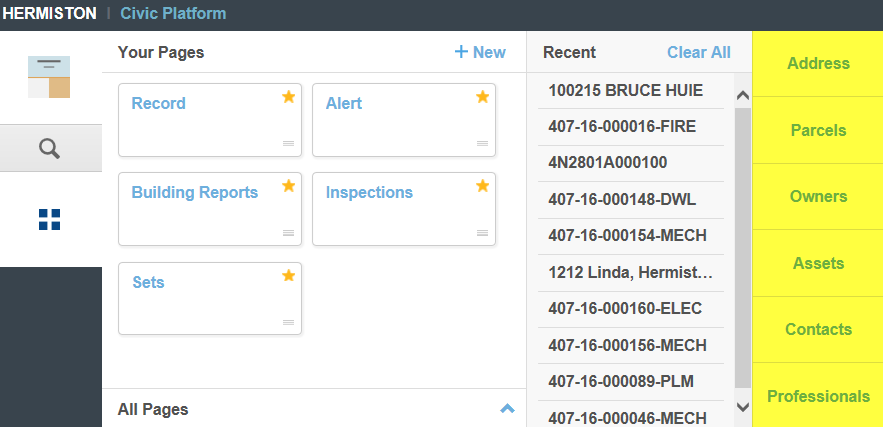 HERMISTON | Civic Platform
Your Pages
+ New
Record
Alert
Building Reports
Inspections
Sets
All Pages
Recent
Clear All
100215 BRUCE HUIE
407-16-000016-FIRE
4N2801A000100
407-16-000148-DWL
407-16-000154-MECH
1212 Linda, Hermist...
407-16-000160-ELEC
407-16-000156-MECH
407-16-000089-PLM
407-16-000046-MECH
Address
Parcels
Owners
Assets
Contacts
Professionals